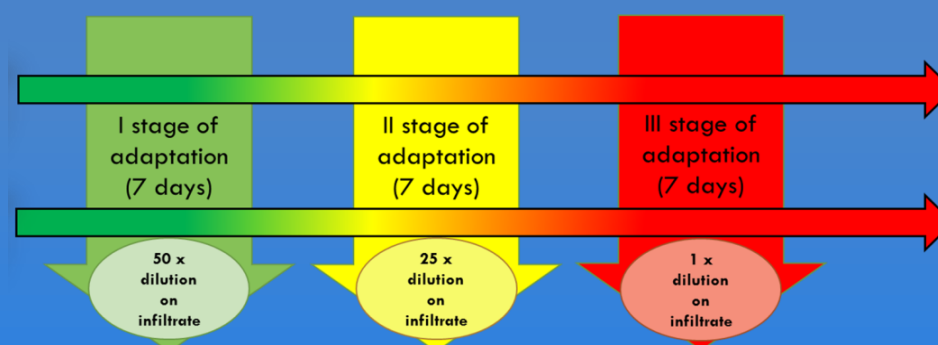 I stage of
adaptation
(7 days)
II stage of
adaptation
(7 days)
III stage of
adaptation
(7 days)
50 x
dilution
on
infiltrate
25 x
dilution
on
infiltrate
1 x
dilution
on
infiltrate